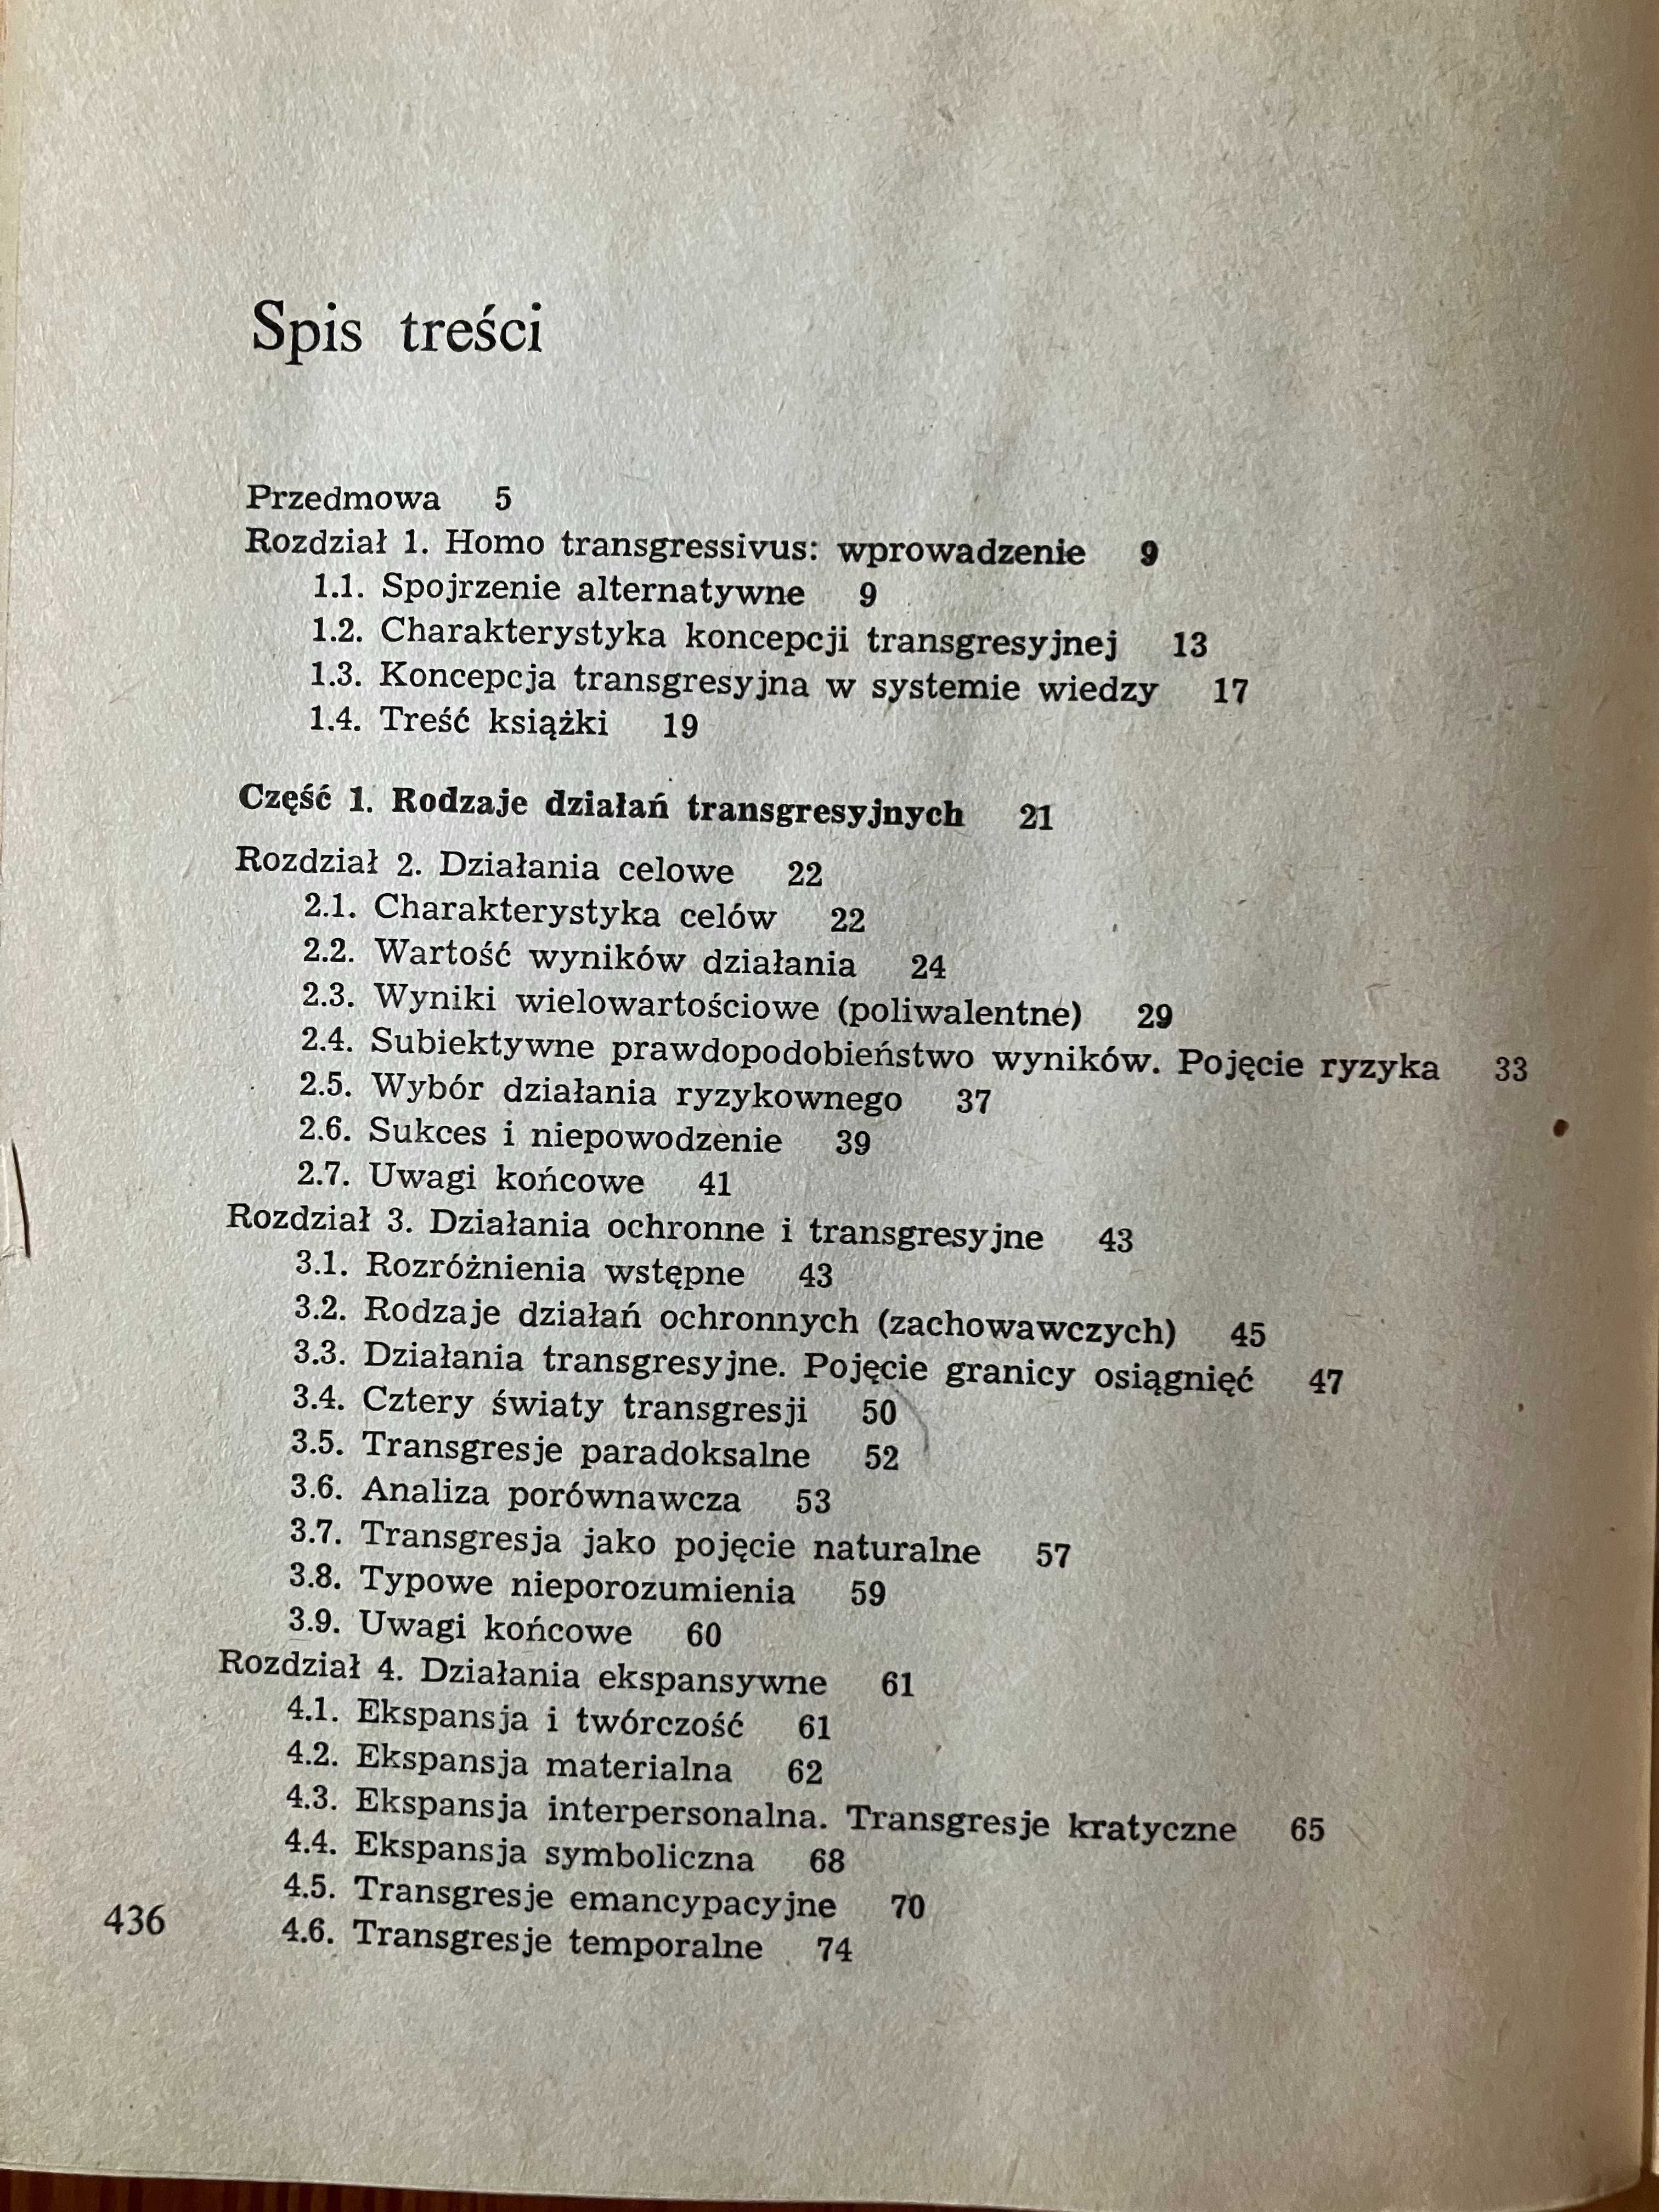 Spis treści
Przedmowa 5
Rozdział 1. Homo transgressivus: wprowadzenie 9
1.1. Spojrzenie alternatywne 9
1.2. Charakterystyka koncepcji transgresyjnej 13
1.3. Koncepcja transgresyjna w systemie wiedzy 17
1.4. Treść książki 19
Część 1. Rodzaje działań transgresyjnych 21
Rozdział 2. Działania celowe 22
2.1. Charakterystyka celów 22
2.2. Wartość wyników działania 24
2.3. Wyniki wielowartościowe (poliwalentne) 29
2.4. Subiektywne prawdopodobieństwo wyników. Pojęcie ryzyka 33
2.5. Wybór działania ryzykownego 37
2.6. Sukces i niepowodzenie 39
2.7. Uwagi końcowe 41
Rozdział 3. Działania ochronne i transgresyjne 43
3.1. Rozróżnienia wstępne 43
3.2. Rodzaje działań ochronnych (zachowawczych) 45
3.3. Działania transgresyjne. Pojęcie granicy osiągnięć 47
3.4. Cztery światy transgresji 50
3.5. Transgresje paradoksalne 52
3.6. Analiza porównawcza 53
3.7. Transgresja jako pojęcie naturalne 57
3.8. Typowe nieporozumienia 59
3.9. Uwagi końcowe 60
Rozdział 4. Działania ekspansywne 61
4.1. Ekspansja i twórczość 61
4.2. Ekspansja materialna 62
4.3. Ekspansja interpersonalna. Transgresje kratyczne 65
4.4. Ekspansja symboliczna 68
4.5. Transgresje emancypacyjne 70
4.6. Transgresje temporalne 74
436